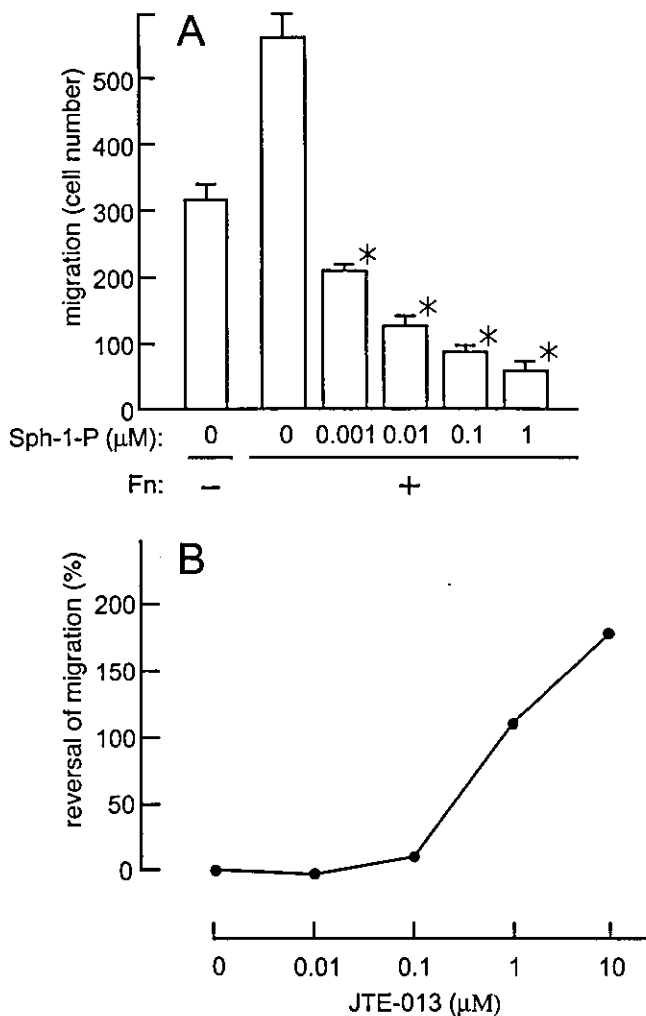 A
migration (cell number)
500
400
300
200
100
0
Sph-1-P (μM): 0 0 0.001 0.01 0.1 1
* * * *
Fn: − +
B
reversal of migration (%)
200
150
100
50
0
0 0.01 0.1 1 10
JTE-013 (μM)